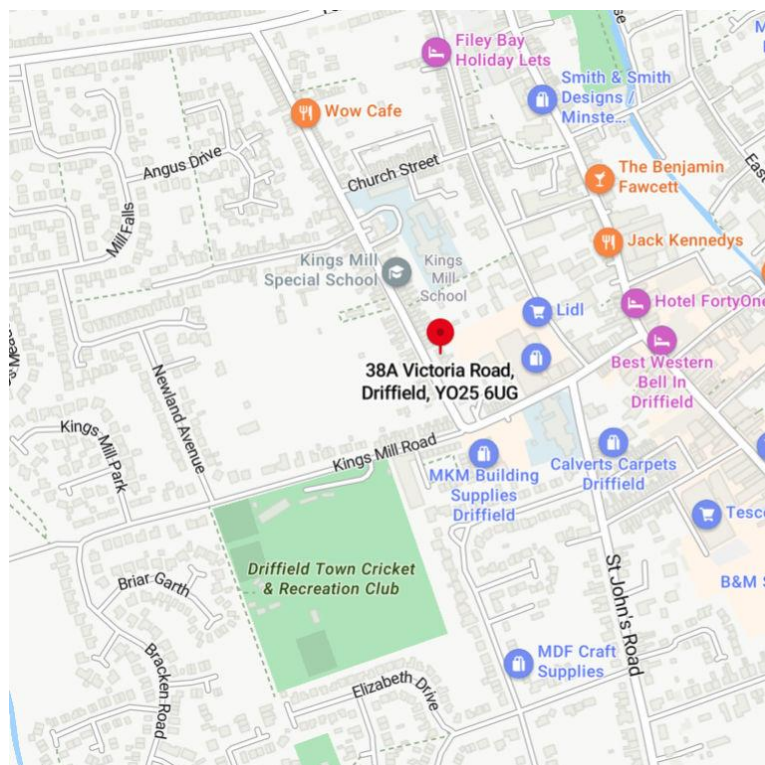 Filey Bay
Holiday Lets
Smith & Smith
Designs
Minste...
Wow Cafe
Angus Drive
Church Street
The Benjamin
Fawcett
Mill Falls
Jack Kennedys
Kings Mill
Special School
Kings
Mill
School
Lidl
Hotel FortyOne
38A Victoria Road,
Driffield, YO25 6UG
Best Western
Bell In
Driffield
Newland Avenue
Kings Mill
Park
Kings Mill Road
MKM Building
Supplies
Driffield
Calverts Carpets
Driffield
Tesco
Driffield Town Cricket
& Recreation Club
Briar Garth
St John's Road
B&M S
Bracken Road
MDF Craft
Supplies
Elizabeth Drive